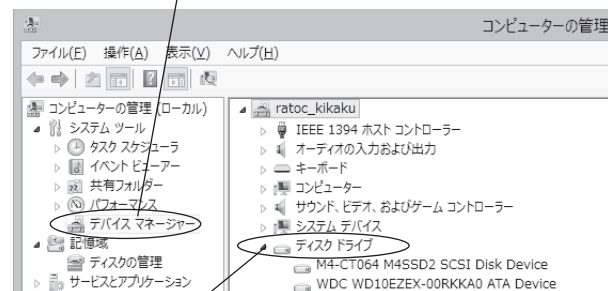 コンピューターの管理
ファイル(F) 操作(A) 表示(V) ヘルプ(H)
コンピューターの管理 (ローカル)
システム ツール
タスク スケジューラ
イベント ビューアー
共有フォルダー
パフォーマンス
デバイス マネージャー
記憶域
ディスクの管理
サービスとアプリケーション
ratoc_kikaku
IEEE 1394 ホスト コントローラー
オーディオの入力および出力
キーボード
コンピューター
サウンド、ビデオ、およびゲーム コントローラー
システム デバイス
ディスク ドライブ
M4-CT064 M4SSD2 SCSI Disk Device
WDC WD10EZEX-00RKKA0 ATA Device